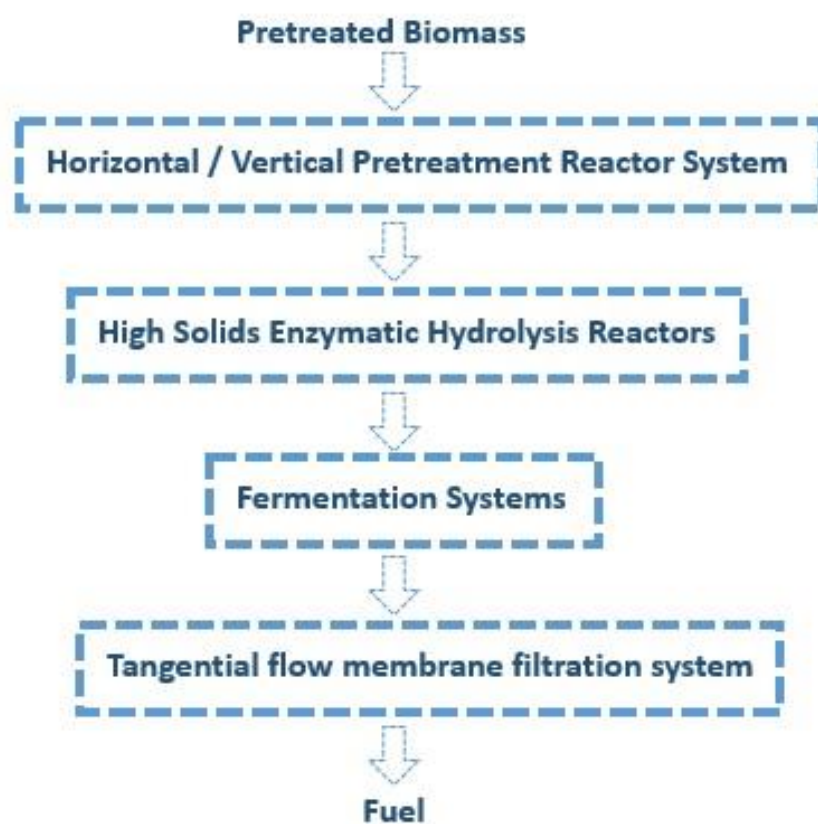 Pretreated Biomass
Horizontal / Vertical Pretreatment Reactor System
High Solids Enzymatic Hydrolysis Reactors
Fermentation Systems
Tangential flow membrane filtration system
Fuel